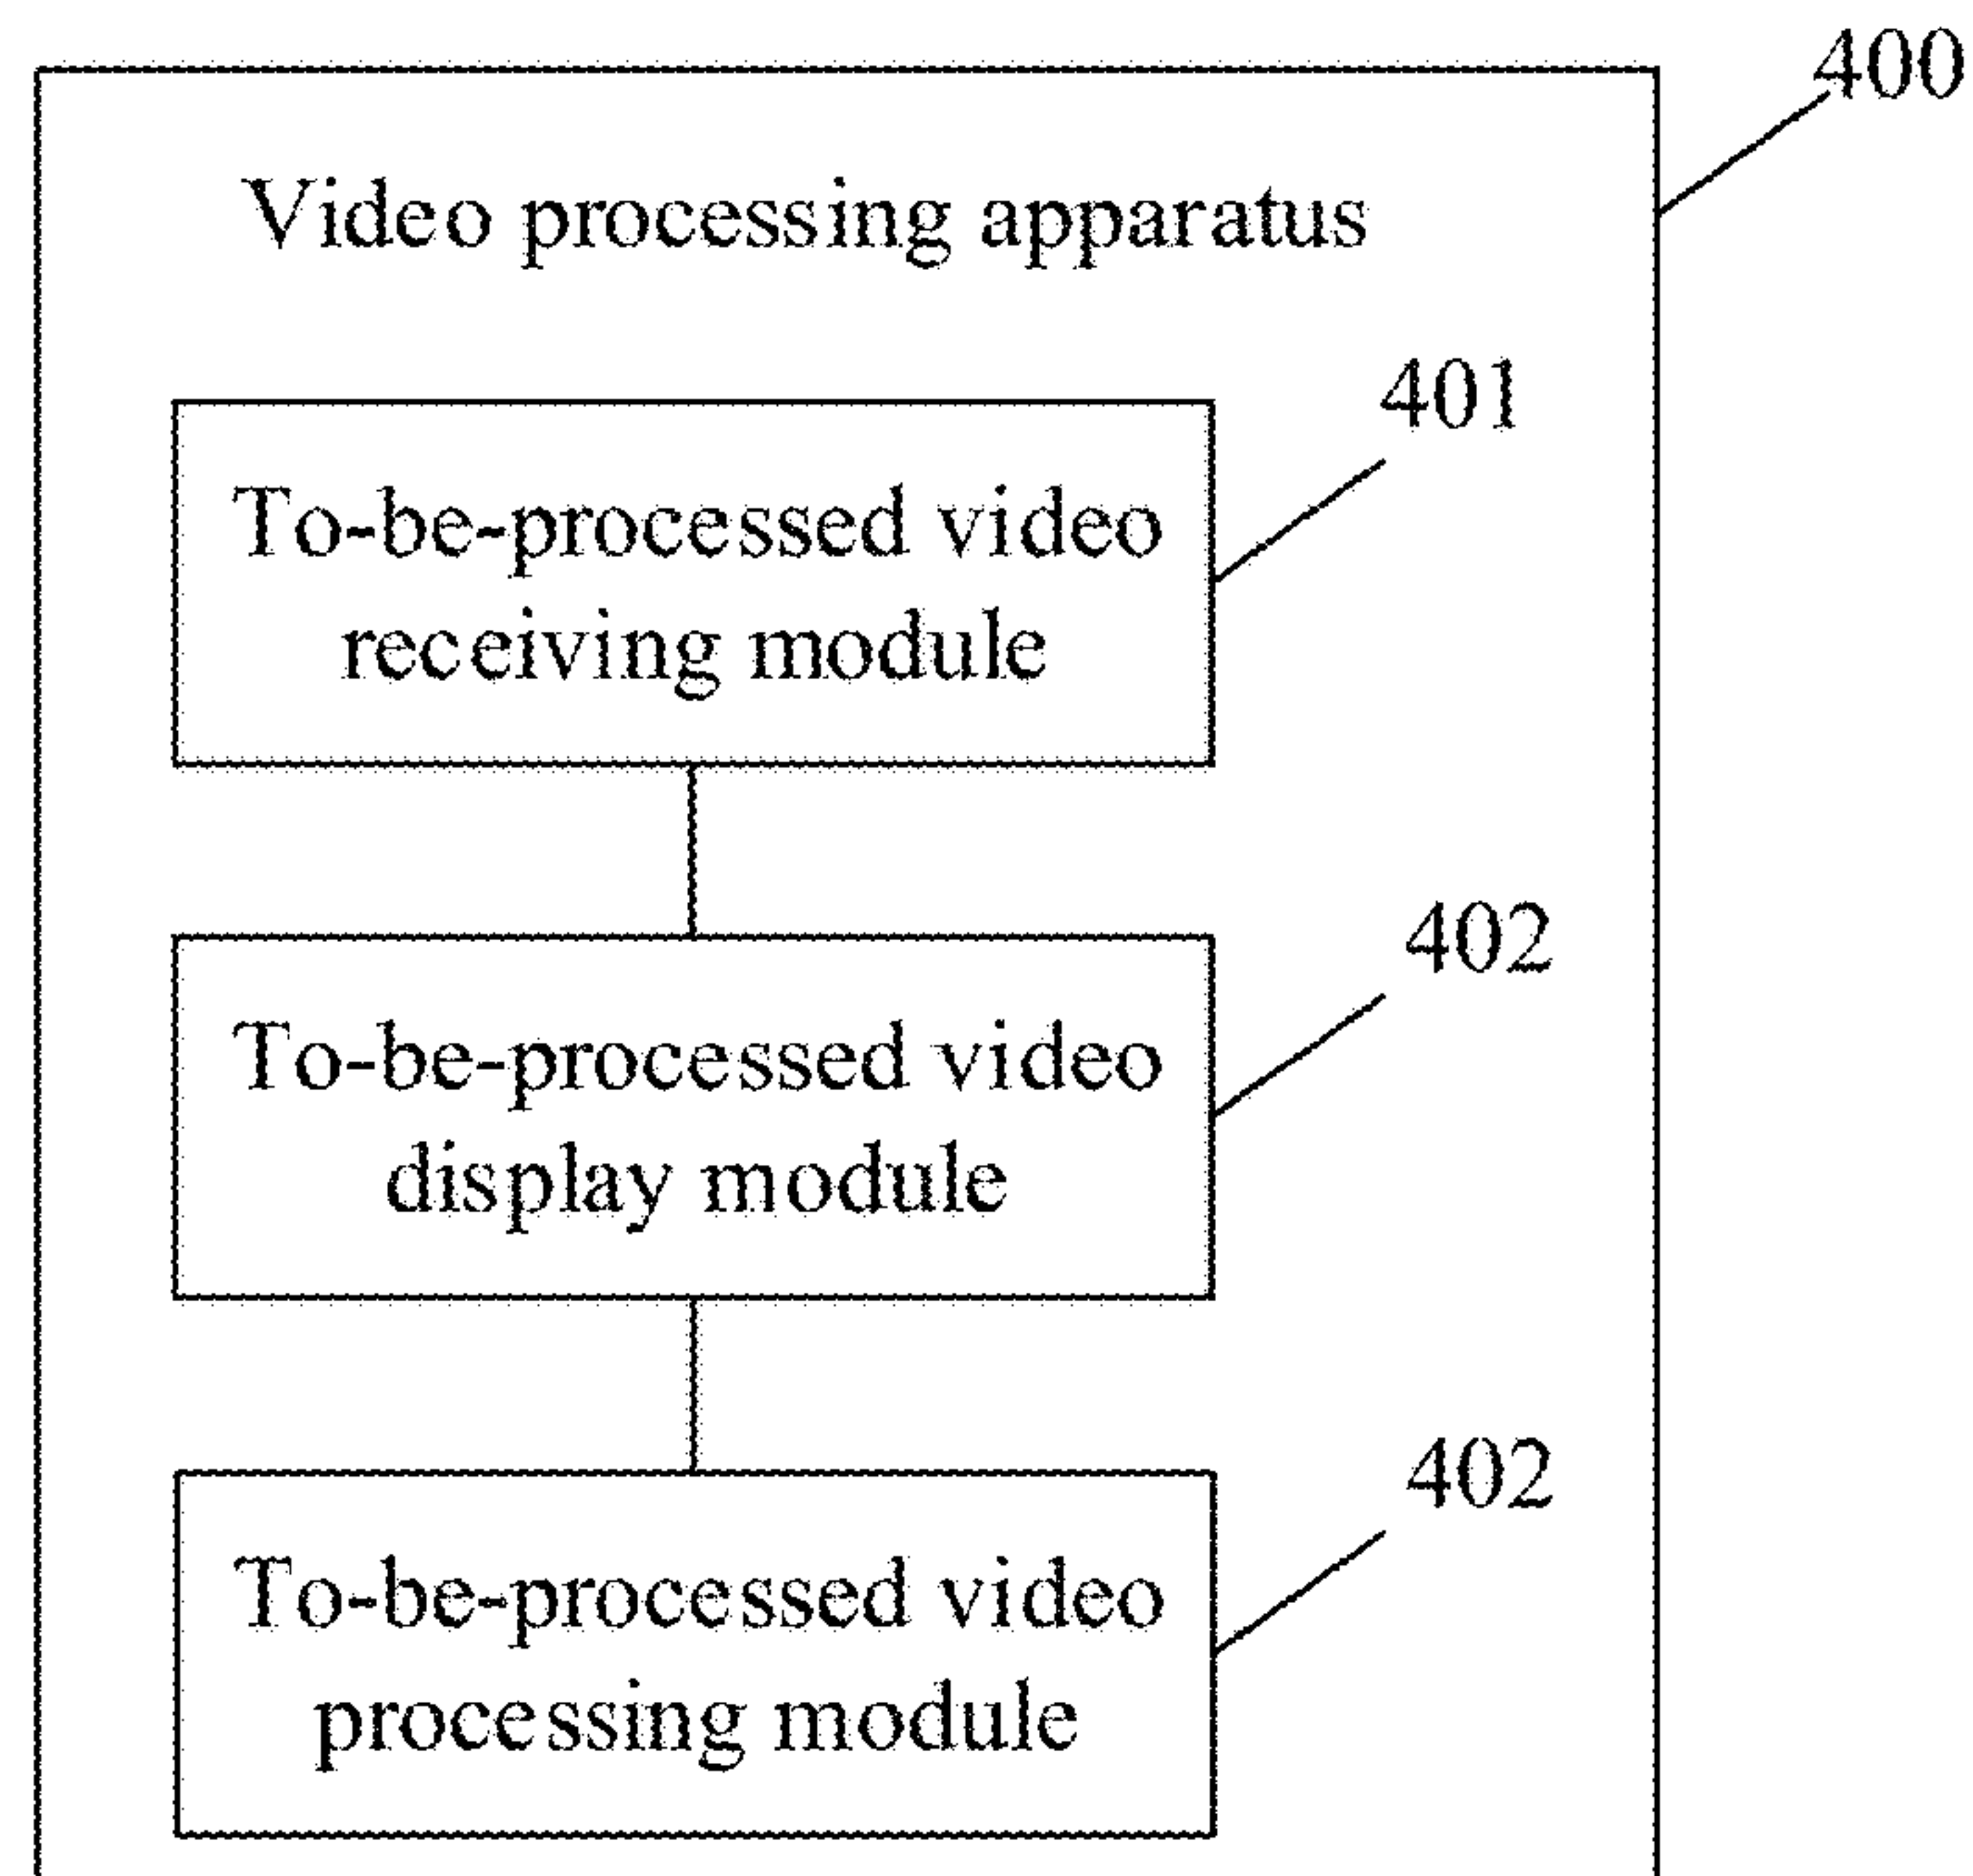 400
Video processing apparatus
401
To-be-processed video
receiving module
402
To-be-processed video
display module
402
To-be-processed video
processing module